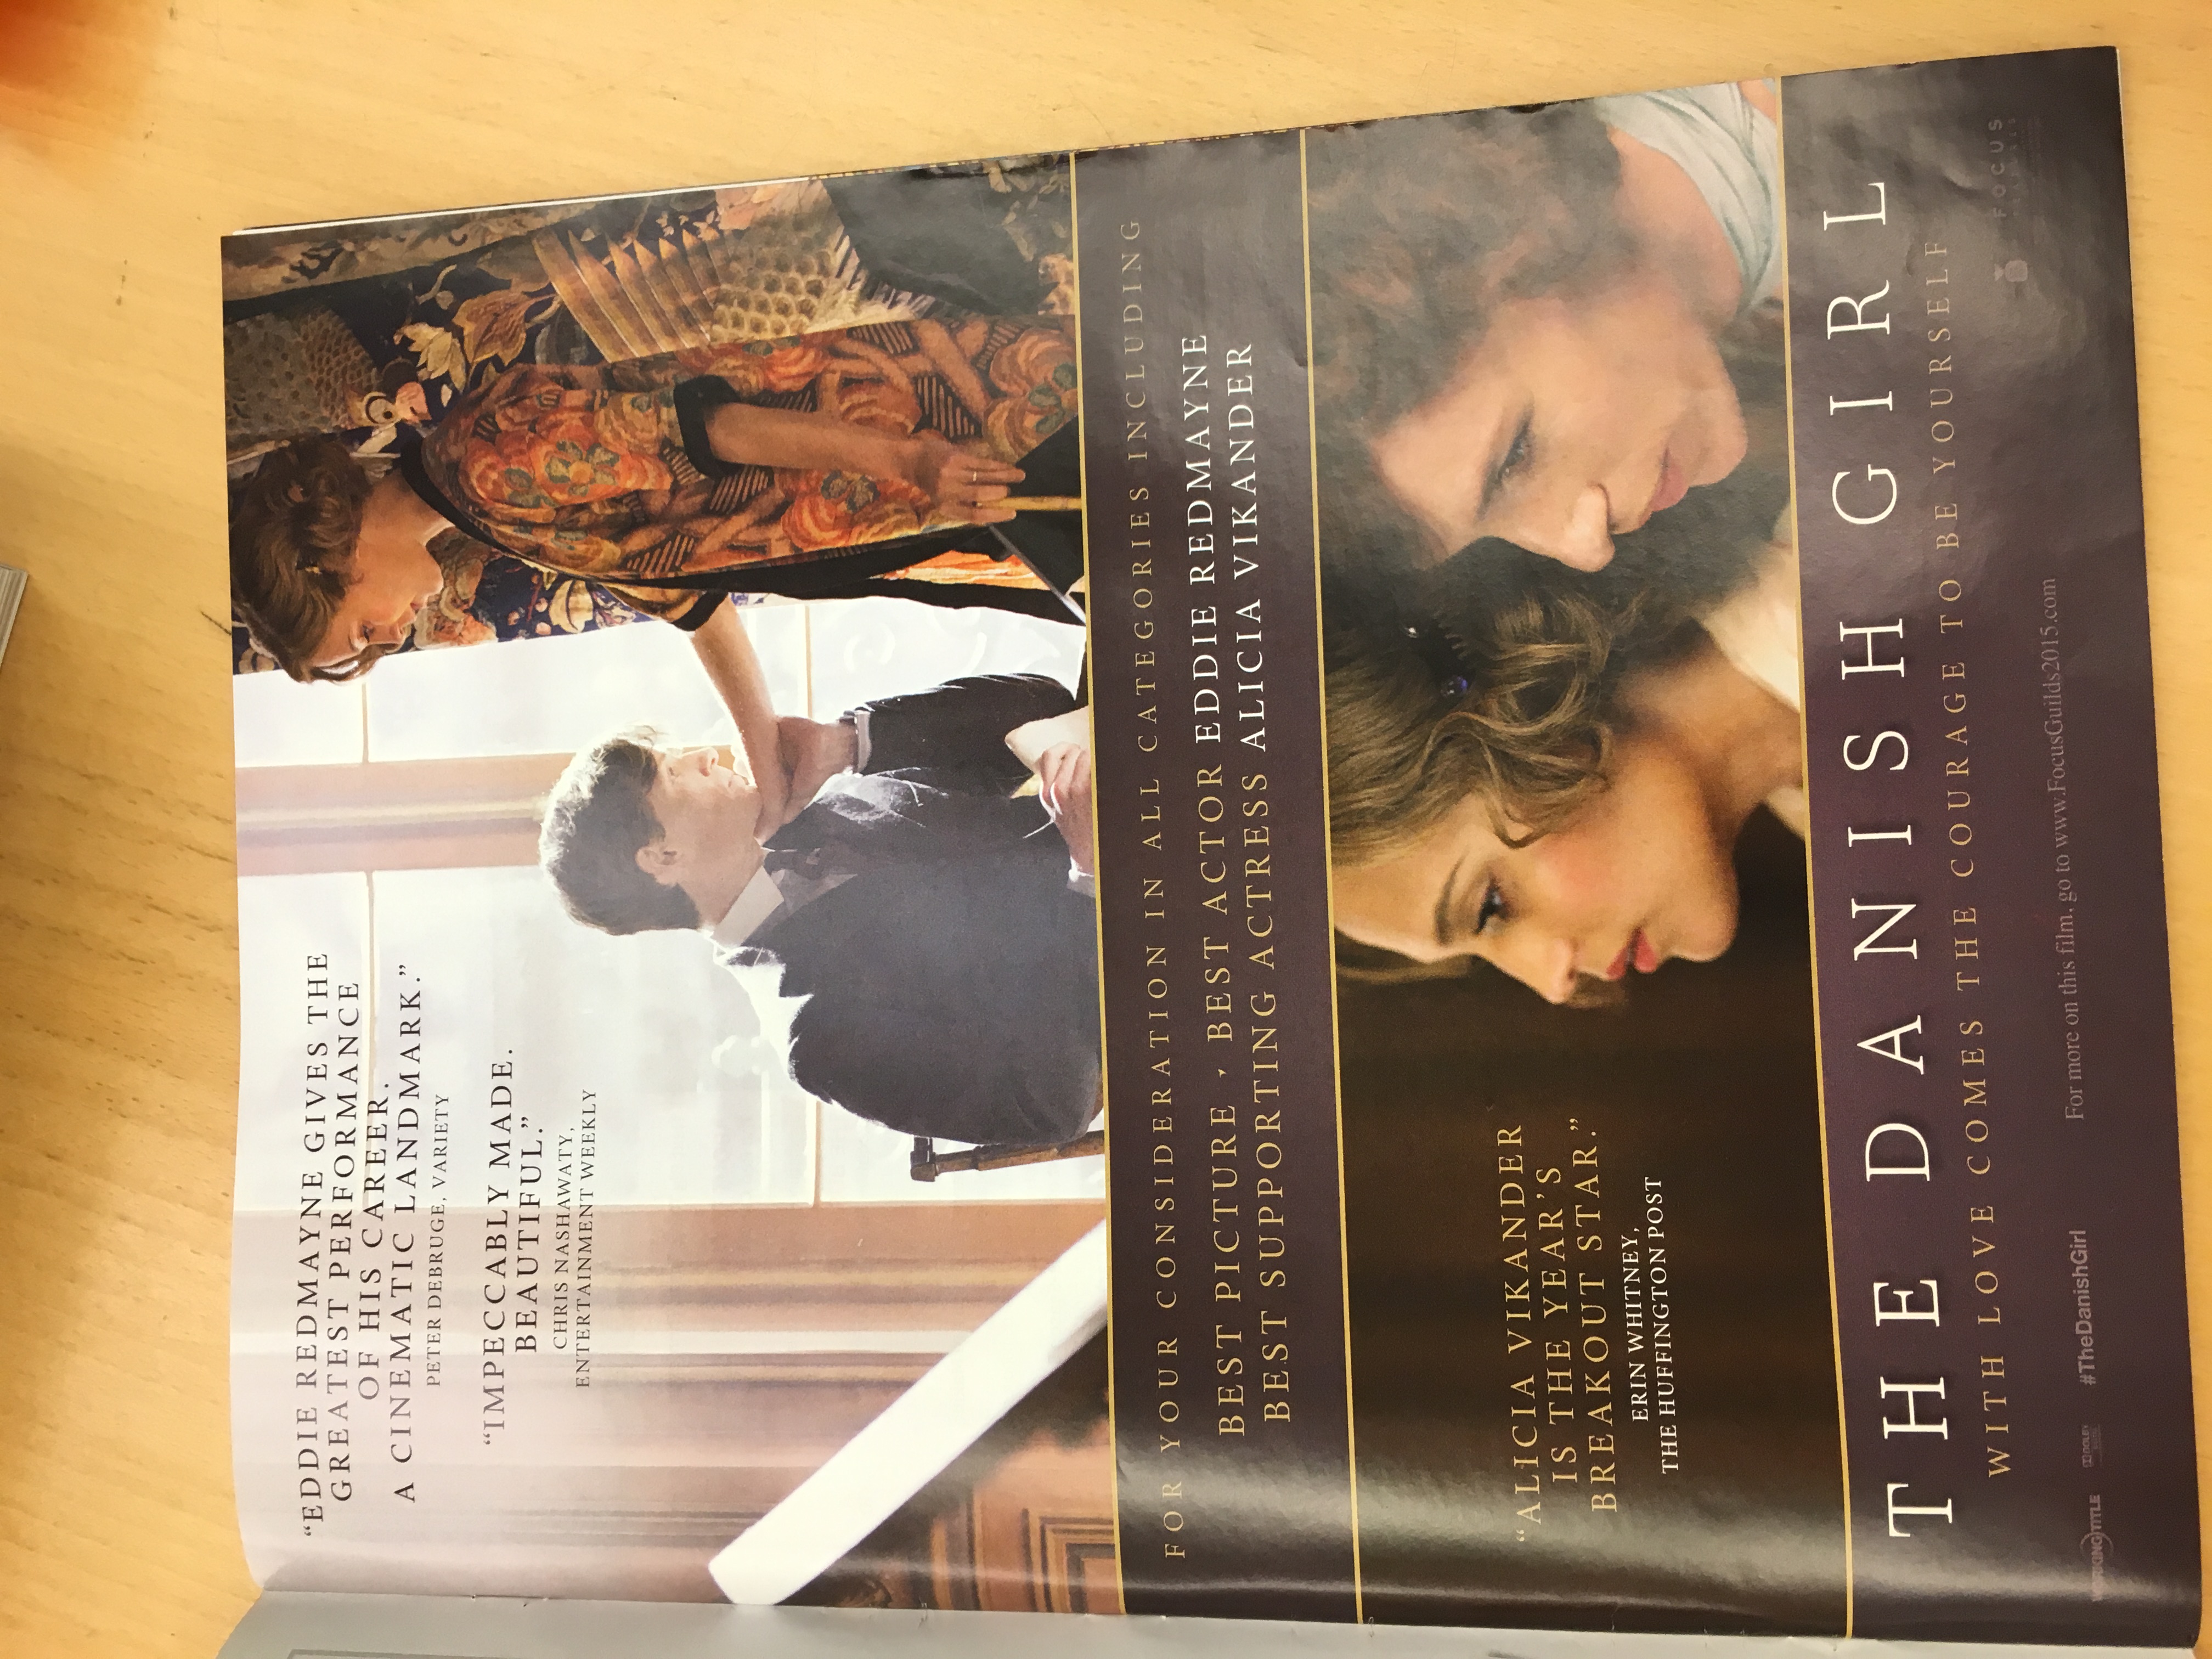 “EDDIE REDMAYNE GIVES THE
GREATEST PERFORMANCE
OF HIS CAREER.
A CINEMATIC LANDMARK.”
PETER DEBRUGE, VARIETY
“IMPECCABLY MADE.
BEAUTIFUL.”
CHRIS NASHAWATY,
ENTERTAINMENT WEEKLY
FOR YOUR CONSIDERATION IN ALL CATEGORIES INCLUDING
BEST PICTURE · BEST ACTOR EDDIE REDMAYNE
BEST SUPPORTING ACTRESS ALICIA VIKANDER
“ALICIA VIKANDER
IS THE YEAR’S
BREAKOUT STAR.”
ERIN WHITNEY,
THE HUFFINGTON POST
THE DANISH GIRL
WITH LOVE COMES THE COURAGE TO BE YOURSELF
FOCUS
FEATURES
WORKING TITLE
DOLBY
#TheDanishGirl
For more on this film, go to www.FocusGuilds2015.com